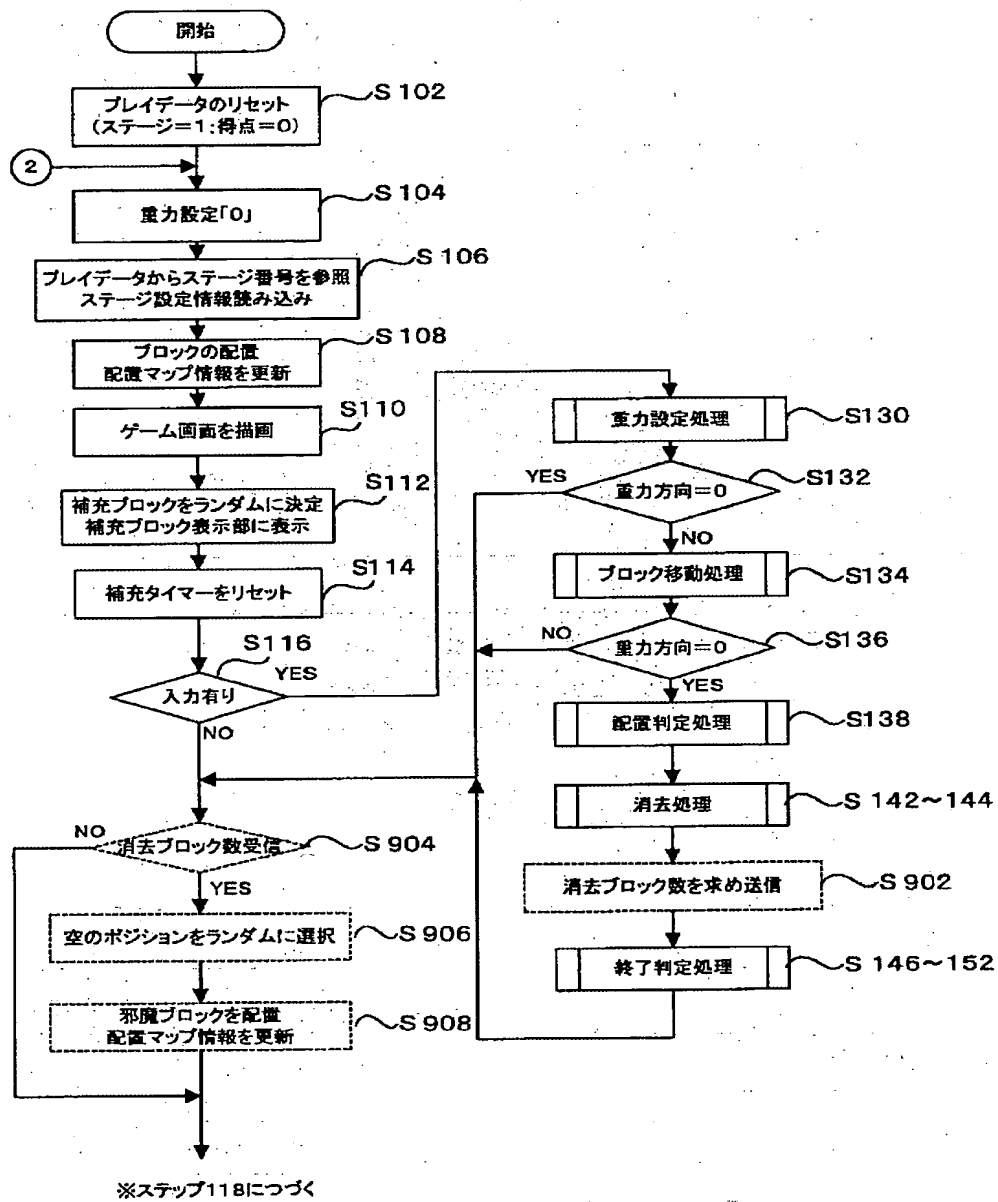 開始
プレイデータのリセット
(ステージ=1:得点=0)
S 102
2
重力設定「0」
S 104
プレイデータからステージ番号を参照
ステージ設定情報読み込み
S 106
ブロックの配置
配置マップ情報を更新
S 108
ゲーム画面を描画
S110
補充ブロックをランダムに決定
補充ブロック表示部に表示
S112
補充タイマーをリセット
S114
入力有り
S116
YES
NO
消去ブロック数受信
S 904
NO
YES
空のポジションをランダムに選択
S 906
邪魔ブロックを配置
配置マップ情報を更新
S 908
※ステップ118につづく
重力設定処理
S130
重力方向=0
S132
YES
NO
ブロック移動処理
S134
重力方向=0
S136
NO
YES
配置判定処理
S138
消去処理
S 142~144
消去ブロック数を求め送信
S 902
終了判定処理
S 146~152